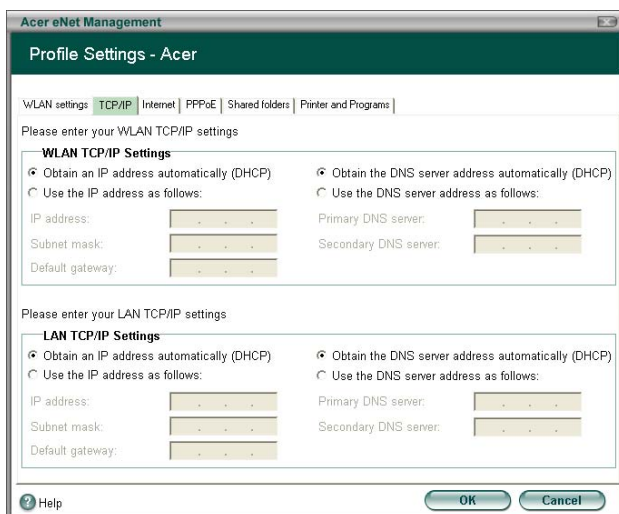 Acer eNet Management
Profile Settings - Acer
WLAN settings TCP/IP Internet PPPoE Shared folders Printer and Programs
Please enter your WLAN TCP/IP settings
WLAN TCP/IP Settings
Obtain an IP address automatically (DHCP) Obtain the DNS server address automatically (DHCP)
Use the IP address as follows: Use the DNS server address as follows:
IP address: Primary DNS server:
Subnet mask: Secondary DNS server:
Default gateway:
Please enter your LAN TCP/IP settings
LAN TCP/IP Settings
Obtain an IP address automatically (DHCP) Obtain the DNS server address automatically (DHCP)
Use the IP address as follows: Use the DNS server address as follows:
IP address: Primary DNS server:
Subnet mask: Secondary DNS server:
Default gateway:
? Help OK Cancel